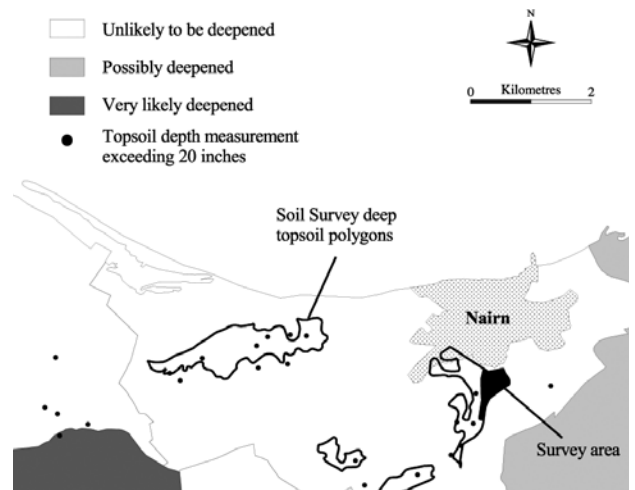 Unlikely to be deepened
Possibly deepened
Very likely deepened
Topsoil depth measurement
exceeding 20 inches
N
Kilometres
0
2
Soil Survey deep
topsoil polygons
Nairn
Survey area